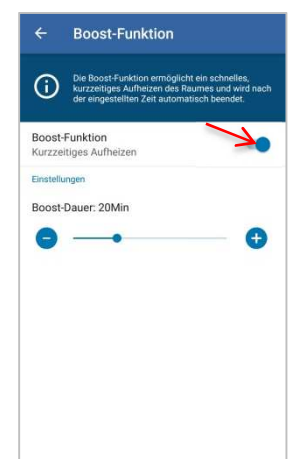 Boost-Funktion
Die Boost-Funktion ermöglicht ein schnelles,
kurzzeitiges Aufheizen des Raumes und wird nach
der eingestellten Zeit automatisch beendet.
Boost-Funktion
Kurzzeitiges Aufheizen
Einstellungen
Boost-Dauer: 20Min